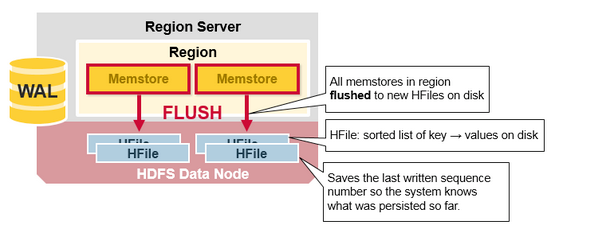 Region Server
Region
Memstore
Memstore
WAL
FLUSH
All memstores in region
flushed to new HFiles on disk
HFile
HFile
HFile: sorted list of key → values on disk
HFile
HFile
HDFS Data Node
Saves the last written sequence
number so the system knows
what was persisted so far.